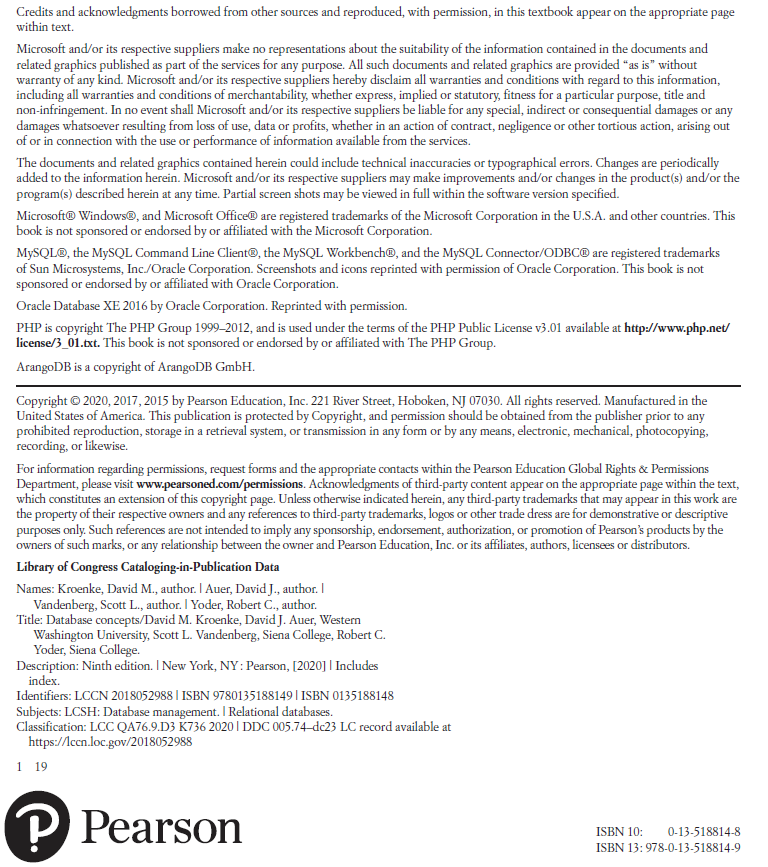 Credits and acknowledgments borrowed from other sources and reproduced, with permission, in this textbook appear on the appropriate page
within text.
Microsoft and/or its respective suppliers make no representations about the suitability of the information contained in the documents and
related graphics published as part of the services for any purpose. All such documents and related graphics are provided “as is” without
warranty of any kind. Microsoft and/or its respective suppliers hereby disclaim all warranties and conditions with regard to this information,
including all warranties and conditions of merchantability, whether express, implied or statutory, fitness for a particular purpose, title and
non-infringement. In no event shall Microsoft and/or its respective suppliers be liable for any special, indirect or consequential damages or any
damages whatsoever resulting from loss of use, data or profits, whether in an action of contract, negligence or other tortious action, arising out
of or in connection with the use or performance of information available from the services.
The documents and related graphics contained herein could include technical inaccuracies or typographical errors. Changes are periodically
added to the information herein. Microsoft and/or its respective suppliers may make improvements and/or changes in the product(s) and/or the
program(s) described herein at any time. Partial screen shots may be viewed in full within the software version specified.
Microsoft® Windows®, and Microsoft Office® are registered trademarks of the Microsoft Corporation in the U.S.A. and other countries. This
book is not sponsored or endorsed by or affiliated with the Microsoft Corporation.
MySQL®, the MySQL Command Line Client®, the MySQL Workbench®, and the MySQL Connector/ODBC® are registered trademarks
of Sun Microsystems, Inc./Oracle Corporation. Screenshots and icons reprinted with permission of Oracle Corporation. This book is not
sponsored or endorsed by or affiliated with Oracle Corporation.
Oracle Database XE 2016 by Oracle Corporation. Reprinted with permission.
PHP is copyright The PHP Group 1999–2012, and is used under the terms of the PHP Public License v3.01 available at http://www.php.net/
license/3_01.txt. This book is not sponsored or endorsed by or affiliated with The PHP Group.
ArangoDB is a copyright of ArangoDB GmbH.
Copyright © 2020, 2017, 2015 by Pearson Education, Inc. 221 River Street, Hoboken, NJ 07030. All rights reserved. Manufactured in the
United States of America. This publication is protected by Copyright, and permission should be obtained from the publisher prior to any
prohibited reproduction, storage in a retrieval system, or transmission in any form or by any means, electronic, mechanical, photocopying,
recording, or likewise.
For information regarding permissions, request forms and the appropriate contacts within the Pearson Education Global Rights & Permissions
Department, please visit www.pearsoned.com/permissions. Acknowledgments of third-party content appear on the appropriate page within the text,
which constitutes an extension of this copyright page. Unless otherwise indicated herein, any third-party trademarks that may appear in this work are
the property of their respective owners and any references to third-party trademarks, logos or other trade dress are for demonstrative or descriptive
purposes only. Such references are not intended to imply any sponsorship, endorsement, authorization, or promotion of Pearson’s products by the
owners of such marks, or any relationship between the owner and Pearson Education, Inc. or its affiliates, authors, licensees or distributors.
Library of Congress Cataloging-in-Publication Data
Names: Kroenke, David M., author. | Auer, David J., author. |
Vandenberg, Scott L., author. | Yoder, Robert C., author.
Title: Database concepts/David M. Kroenke, David J. Auer, Western
Washington University, Scott L. Vandenberg, Siena College, Robert C.
Yoder, Siena College.
Description: Ninth edition. | New York, NY : Pearson, [2020] | Includes
index.
Identifiers: LCCN 2018052988 | ISBN 9780135188149 | ISBN 0135188148
Subjects: LCSH: Database management. | Relational databases.
Classification: LCC QA76.9.D3 K736 2020 | DDC 005.74–dc23 LC record available at
https://lccn.loc.gov/2018052988
1 19
P Pearson
ISBN 10: 0-13-518814-8
ISBN 13: 978-0-13-518814-9